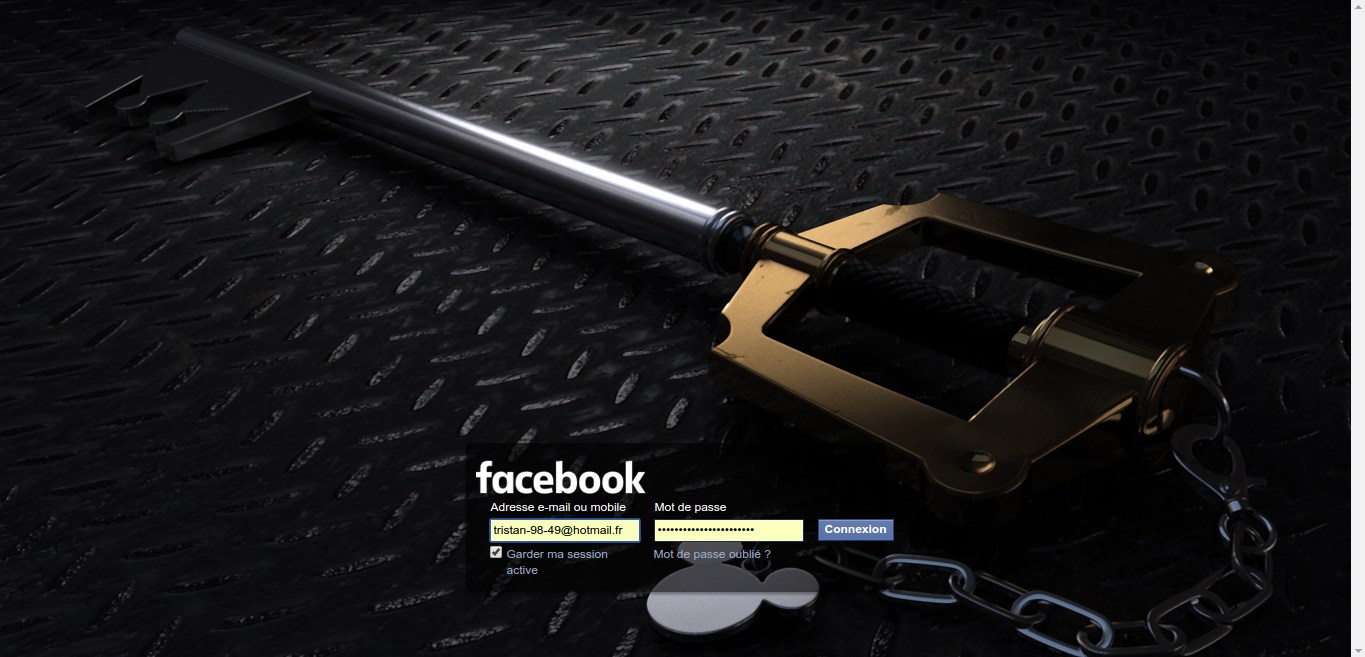 facebook
Adresse e-mail ou mobile Mot de passe
tristan-98-49@hotmail.fr •••••••••••••••••••••••• Connexion
Garder ma session active Mot de passe oublié ?